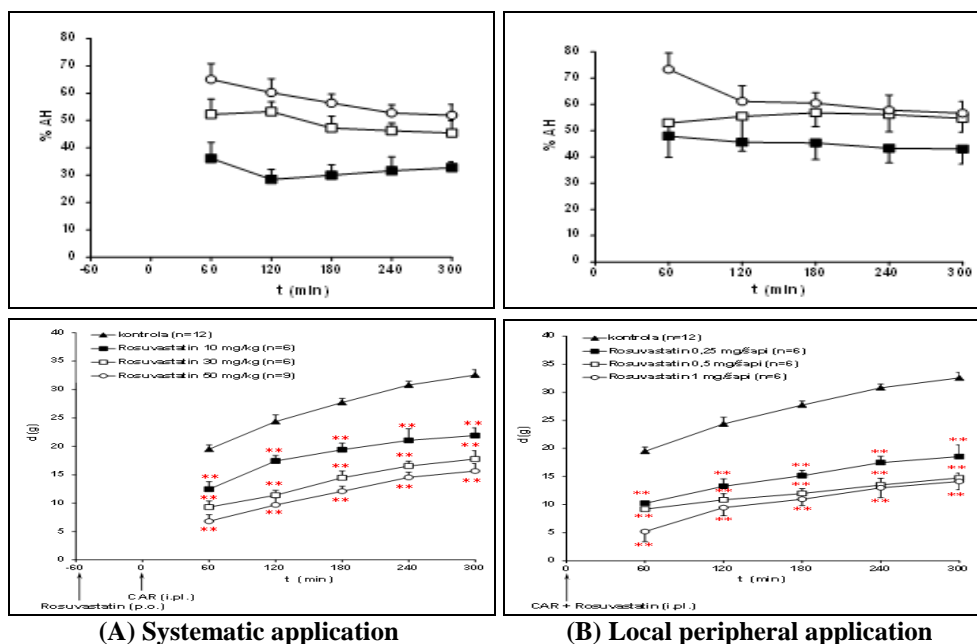 80
70
60
50
40
30
20
10
0
% AH
-60 0 60 120 180 240 300
t (min)
80
70
60
50
40
30
20
10
0
% AH
0 60 120 180 240 300
t (min)
40
35
30
25
20
15
10
5
0
d(g)
kontrola (n=12)
Rosuvastatin 10 mg/kg (n=6)
Rosuvastatin 30 mg/kg (n=6)
Rosuvastatin 50 mg/kg (n=9)
** ** ** ** **
** ** ** ** **
** ** ** ** **
-60 0 60 120 180 240 300
t (min)
CAR (i.pl.)
Rosuvastatin (p.o.)
40
35
30
25
20
15
10
5
0
d(g)
kontrola (n=12)
Rosuvastatin 0,25 mg/šapi (n=6)
Rosuvastatin 0,5 mg/šapi (n=6)
Rosuvastatin 1 mg/šapi (n=6)
** ** ** ** **
** ** ** ** **
** ** ** ** **
0 60 120 180 240 300
t (min)
CAR + Rosuvastatin (i.pl.)
(A) Systematic application
(B) Local peripheral application